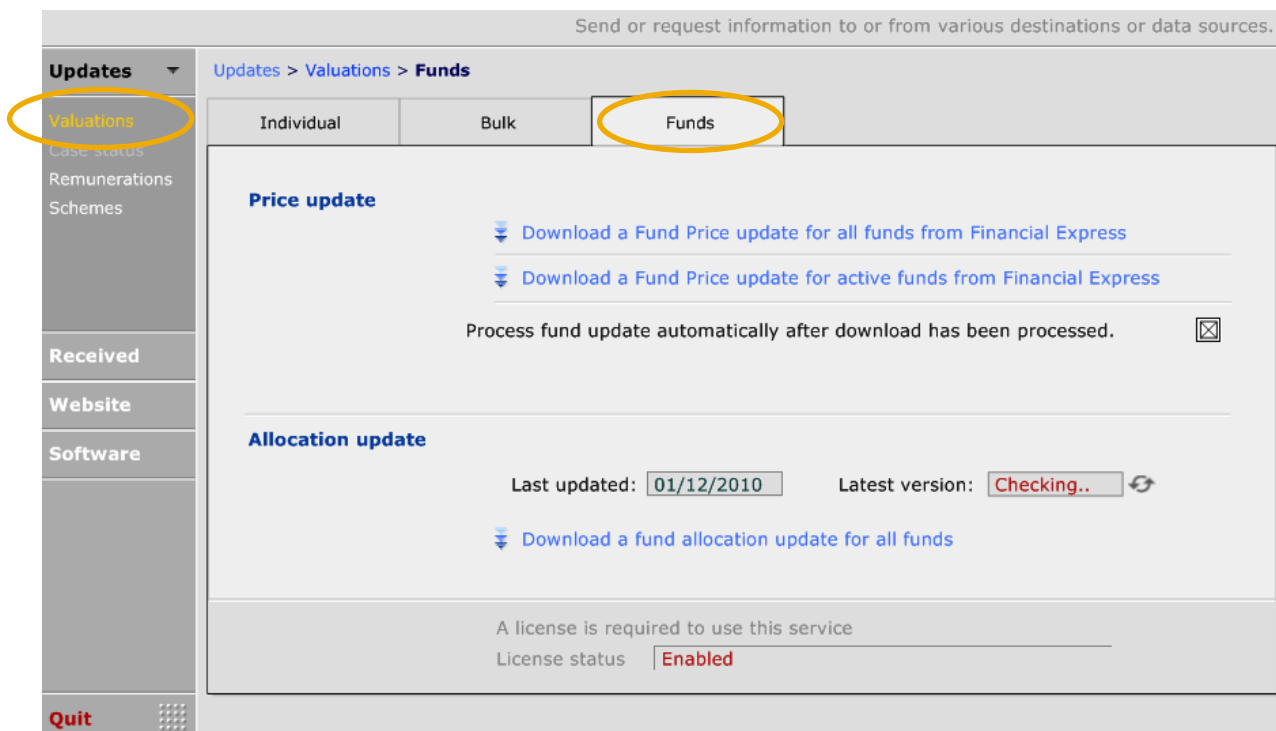 Send or request information to or from various destinations or data sources.
Updates
Updates > Valuations > Funds
Valuations
Case status
Remunerations
Schemes
Individual
Bulk
Funds
Price update
Download a Fund Price update for all funds from Financial Express
Download a Fund Price update for active funds from Financial Express
Process fund update automatically after download has been processed.
Received
Website
Software
Allocation update
Last updated: 01/12/2010 Latest version: Checking..
Download a fund allocation update for all funds
A license is required to use this service
License status Enabled
Quit